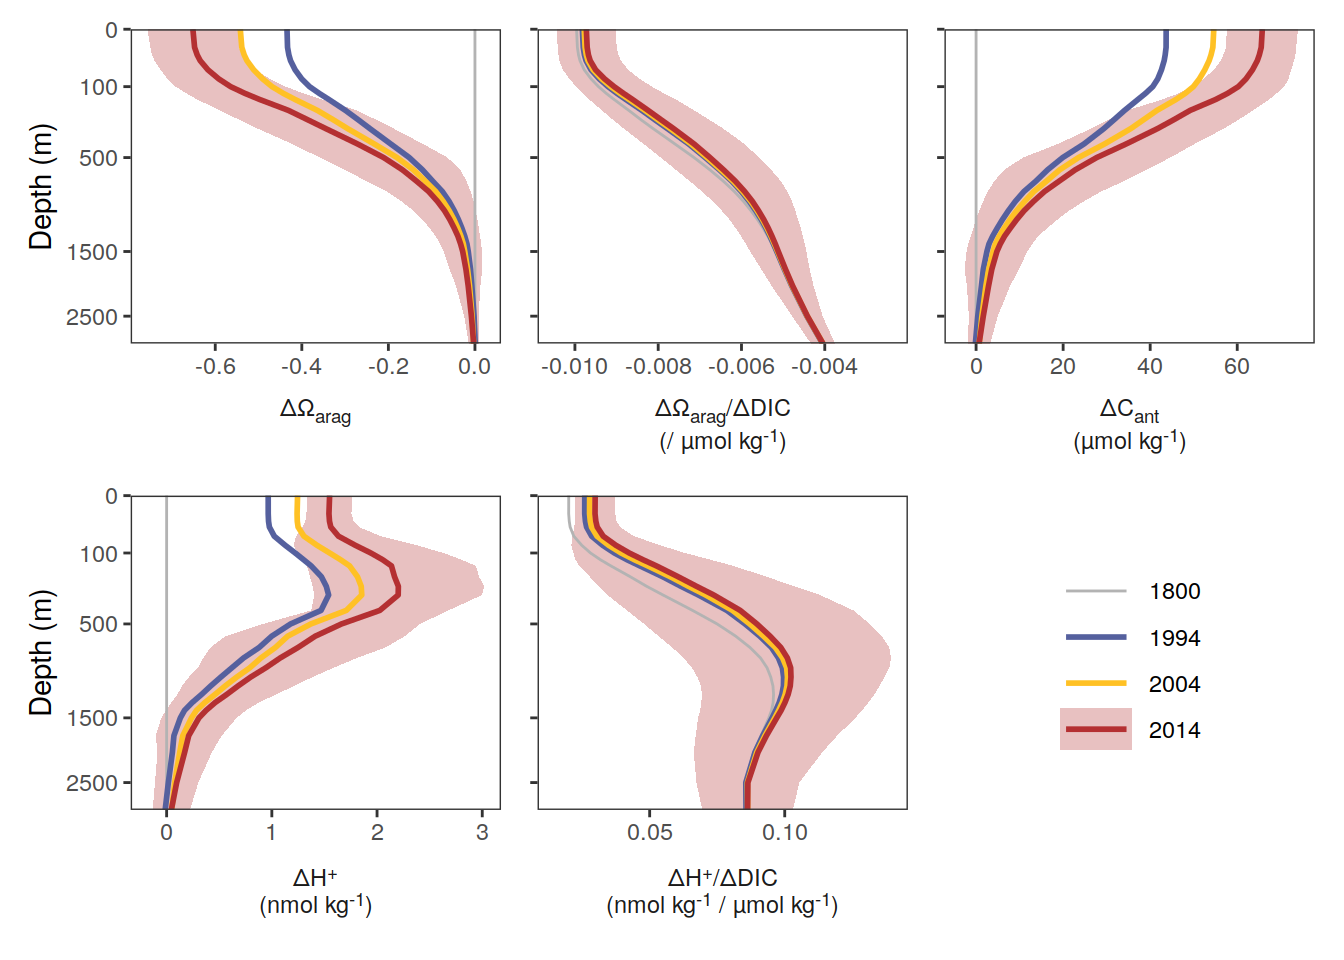 0
100
500
1500
2500
Depth (m)
-0.6 -0.4 -0.2 0.0
ΔΩarag
-0.010 -0.008 -0.006 -0.004
ΔΩarag/ΔDIC
(/ μmol kg-1)
0 20 40 60
ΔCant
(μmol kg-1)
0
100
500
1500
2500
Depth (m)
0 1 2 3
ΔH+
(nmol kg-1)
0.05 0.10
ΔH+/ΔDIC
(nmol kg-1 / μmol kg-1)
1800
1994
2004
2014